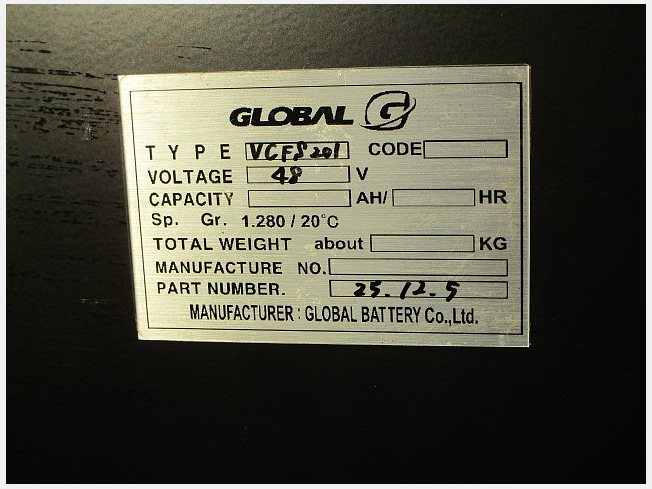 GLOBAL G
TYPE VCF8201 CODE
VOLTAGE 48 V
CAPACITY AH/ HR
Sp. Gr. 1.280 / 20°C
TOTAL WEIGHT about KG
MANUFACTURE NO.
PART NUMBER. 25.12.5
MANUFACTURER : GLOBAL BATTERY Co.,Ltd.